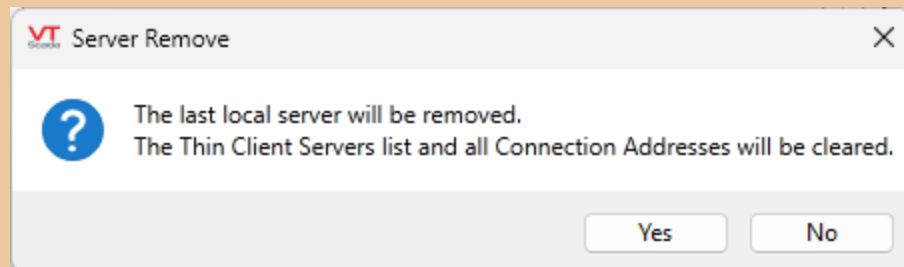 VT
Scada
Server Remove
The last local server will be removed.
The Thin Client Servers list and all Connection Addresses will be cleared.
Yes
No